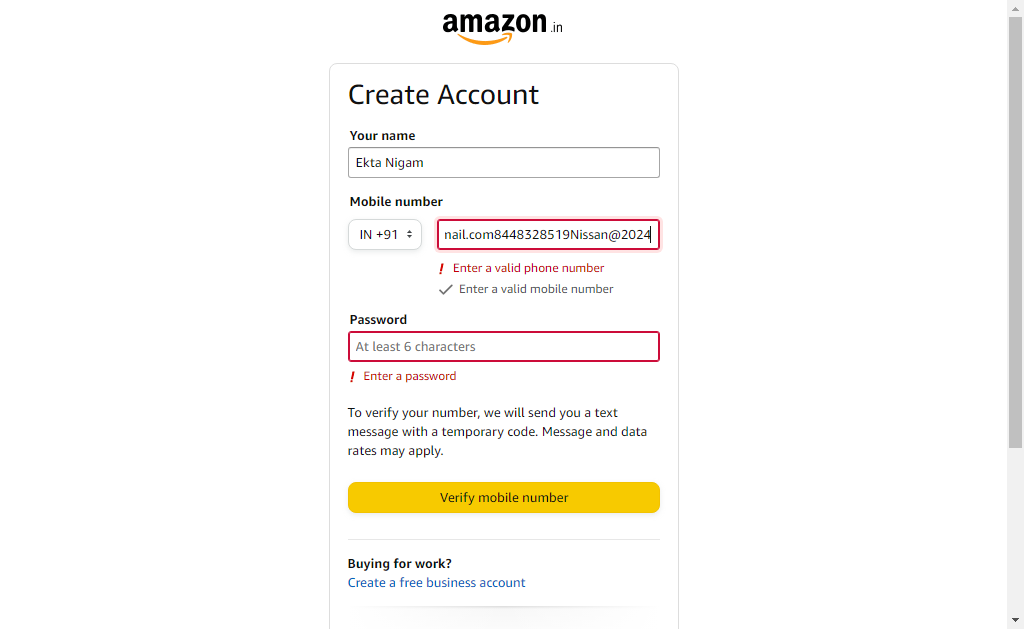 amazon.in
Create Account
Your name
Ekta Nigam
Mobile number
IN +91
nail.com8448328519Nissan@2024
! Enter a valid phone number
Enter a valid mobile number
Password
At least 6 characters
! Enter a password
To verify your number, we will send you a text
message with a temporary code. Message and data
rates may apply.
Verify mobile number
Buying for work?
Create a free business account